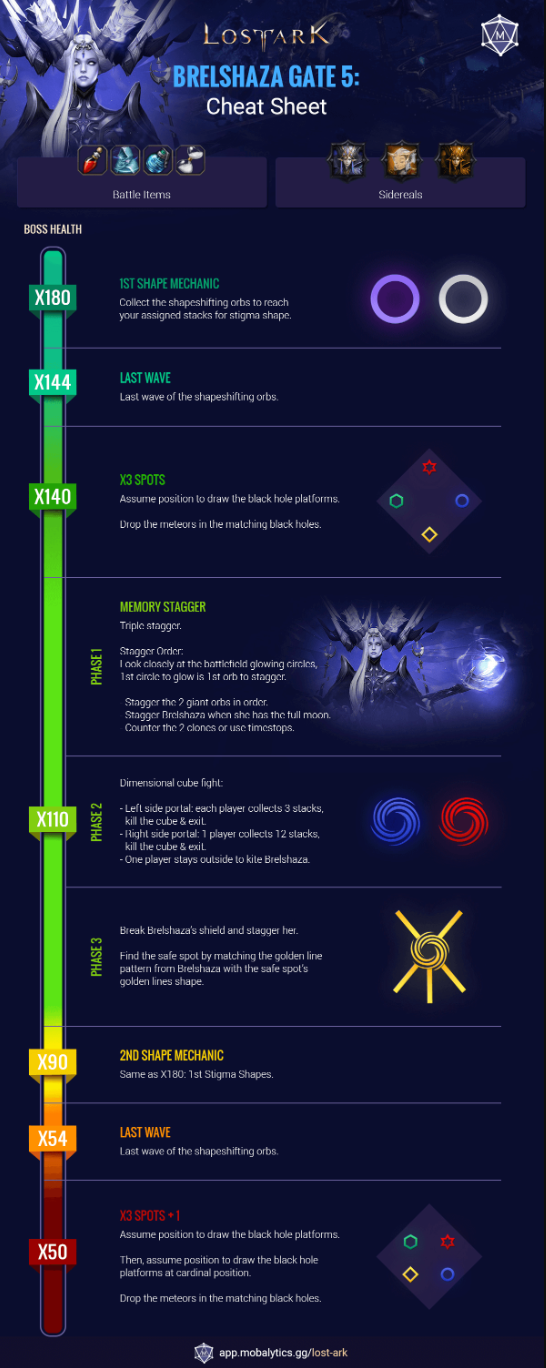 LOST ARK
M
BRELSHAZA GATE 5:
Cheat Sheet
Battle Items
Sidereals
BOSS HEALTH
X180
1ST SHAPE MECHANIC
Collect the shapeshifting orbs to reach
your assigned stacks for stigma shape.
X144
LAST WAVE
Last wave of the shapeshifting orbs.
X140
X3 SPOTS
Assume position to draw the black hole platforms.
Drop the meteors in the matching black holes.
PHASE 1
MEMORY STAGGER
Triple stagger.
Stagger Order:
Look closely at the battlefield glowing circles,
1st circle to glow is 1st orb to stagger.
Stagger the 2 giant orbs in order.
Stagger Brelshaza when she has the full moon.
Counter the 2 clones or use timestops.
X110
PHASE 2
Dimensional cube fight:
- Left side portal: each player collects 3 stacks,
kill the cube & exit.
- Right side portal: 1 player collects 12 stacks,
kill the cube & exit.
- One player stays outside to kite Brelshaza.
PHASE 3
Break Brelshaza's shield and stagger her.
Find the safe spot by matching the golden line
pattern from Brelshaza with the safe spot's
golden lines shape.
X90
2ND SHAPE MECHANIC
Same as X180: 1st Stigma Shapes.
X54
LAST WAVE
Last wave of the shapeshifting orbs.
X50
X3 SPOTS + 1
Assume position to draw the black hole platforms.
Then, assume position to draw the black hole
platforms at cardinal position.
Drop the meteors in the matching black holes.
M
app.mobalytics.gg/lost-ark